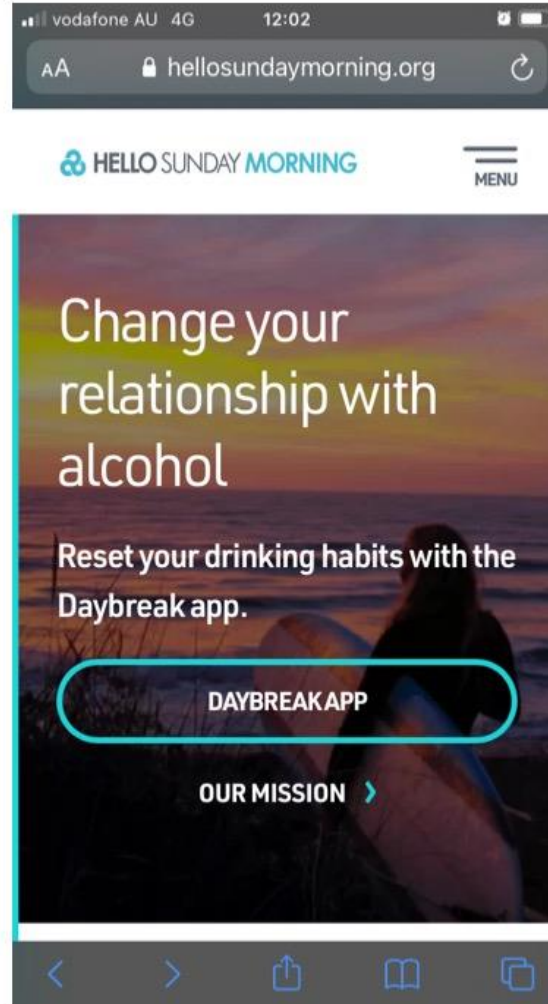 vodafone AU 4G 12:02
AA hellosundaymorning.org
HELLO SUNDAY MORNING
MENU
Change your
relationship with
alcohol
Reset your drinking habits with the
Daybreak app.
DAYBREAK APP
OUR MISSION